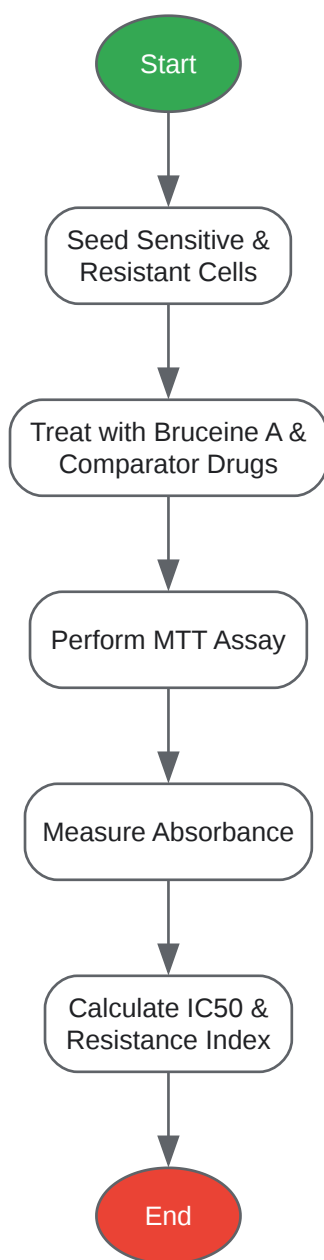 Start
Seed Sensitive &
Resistant Cells
Treat with Bruceine A &
Comparator Drugs
Perform MTT Assay
Measure Absorbance
Calculate IC50 &
Resistance Index
End